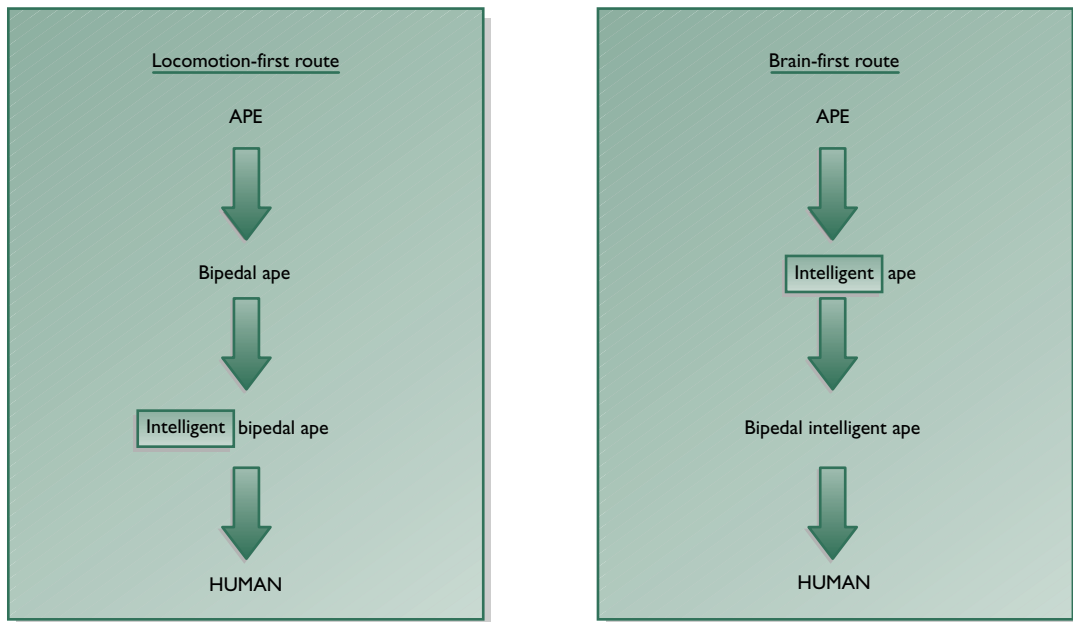 Locomotion-first route
APE
Bipedal ape
Intelligent bipedal ape
HUMAN
Brain-first route
APE
Intelligent ape
Bipedal intelligent ape
HUMAN